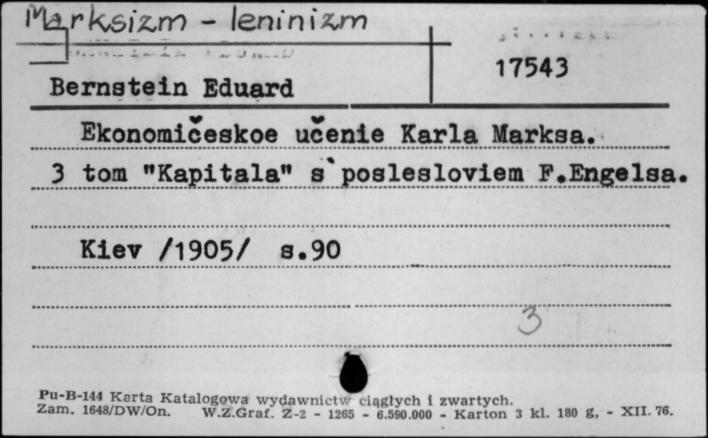 Marksizm - leninizm
17543
Bernstein Eduard
Ekonomičeskoe učenie Karla Marksa.
3 tom "Kapitala" s`poslesloviem F.Engelsa.
Kiev /1905/ s.90
3
Pu-B-144 Karta Katalogowa wydawnictw ciągłych i zwartych.
Zam. 1648/DW/On. W.Z.Graf. Z-2 - 1265 - 6.590.000 - Karton 3 kl. 180 g, - XII. 76.